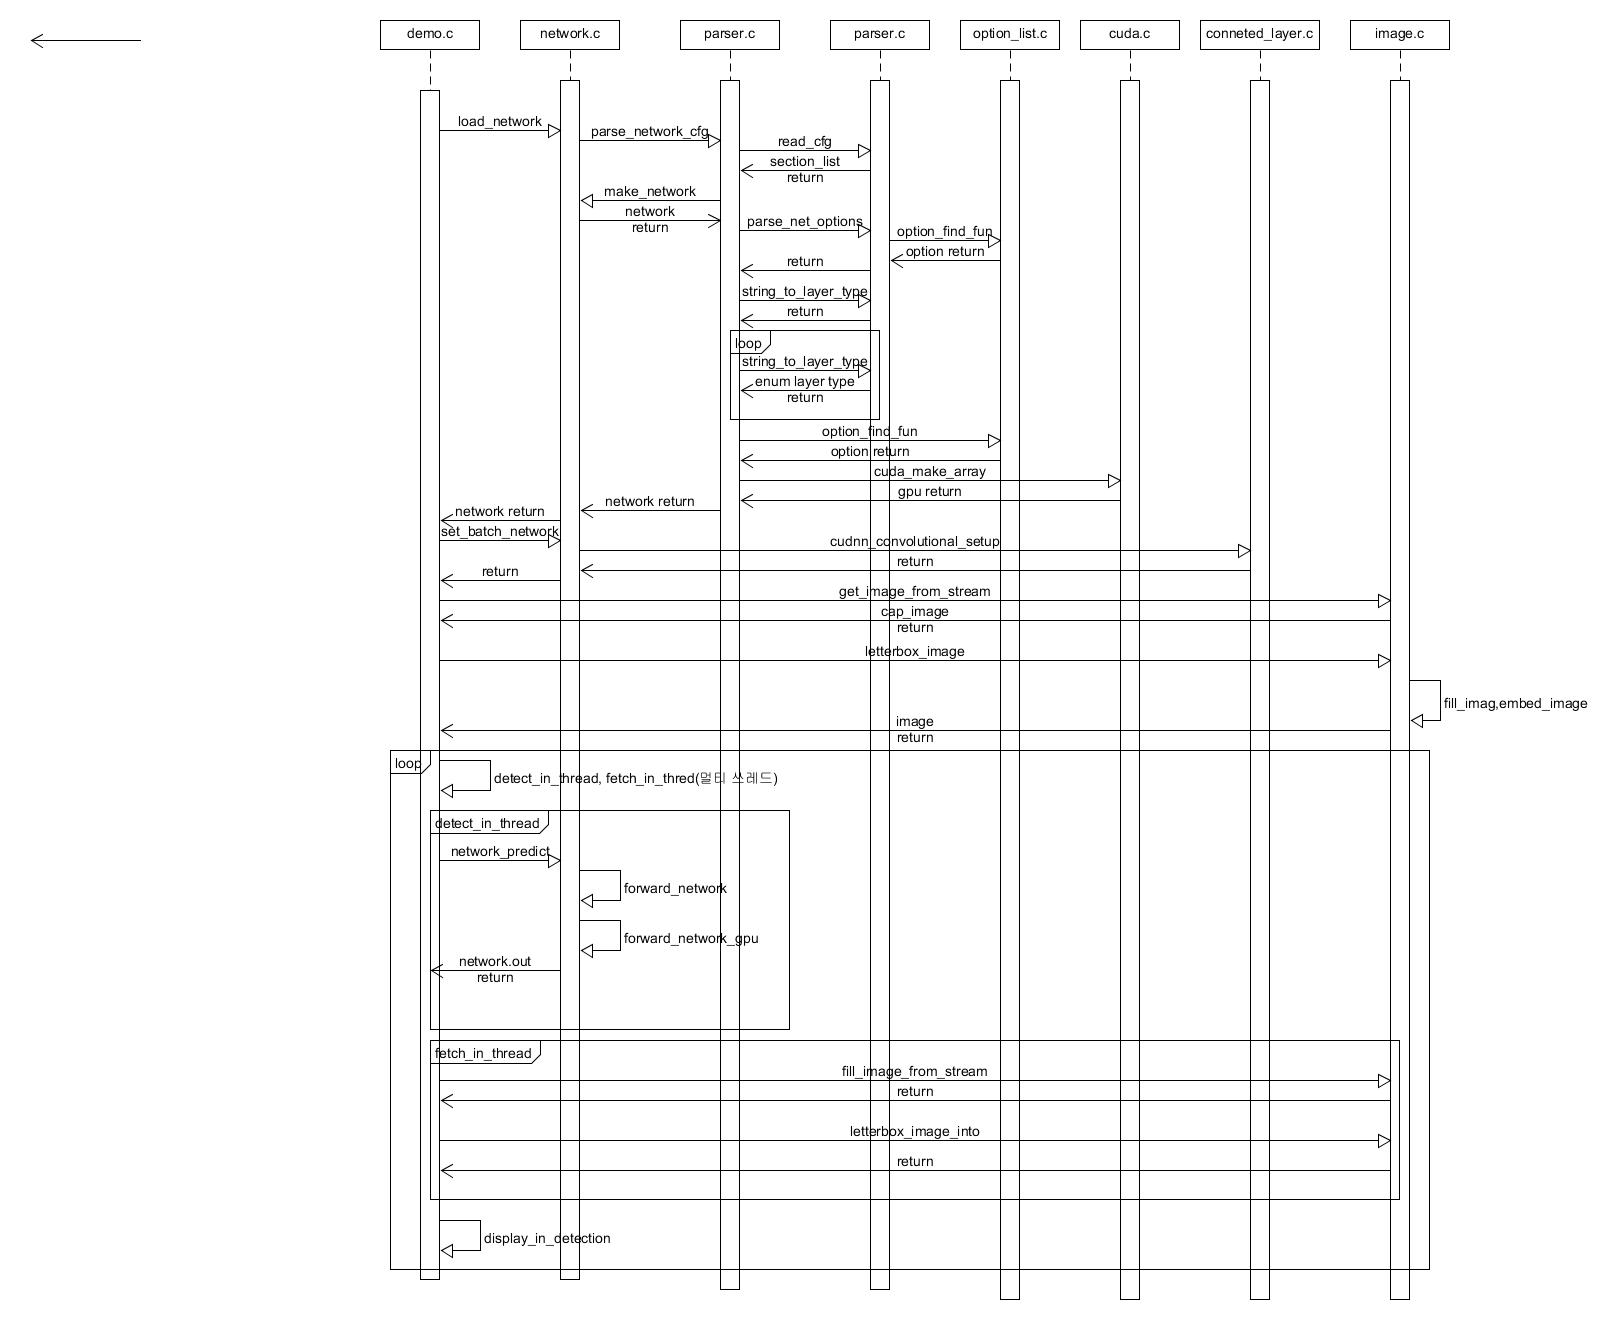 demo.c
network.c
parser.c
parser.c
option_list.c
cuda.c
conneted_layer.c
image.c
load_network
parse_network_cfg
read_cfg
section_list
return
make_network
network
return
parse_net_options
option_find_fun
option return
return
string_to_layer_type
return
loop
string_to_layer_type
enum layer type
return
option_find_fun
option return
cuda_make_array
gpu return
network return
network return
set_batch_network
cudnn_convolutional_setup
return
return
get_image_from_stream
cap_image
return
letterbox_image
fill_imag,embed_image
image
return
loop
detect_in_thread, fetch_in_thred(멀티 쓰레드)
detect_in_thread
network_predict
forward_network
forward_network_gpu
network.out
return
fetch_in_thread
fill_image_from_stream
return
letterbox_image_into
return
display_in_detection